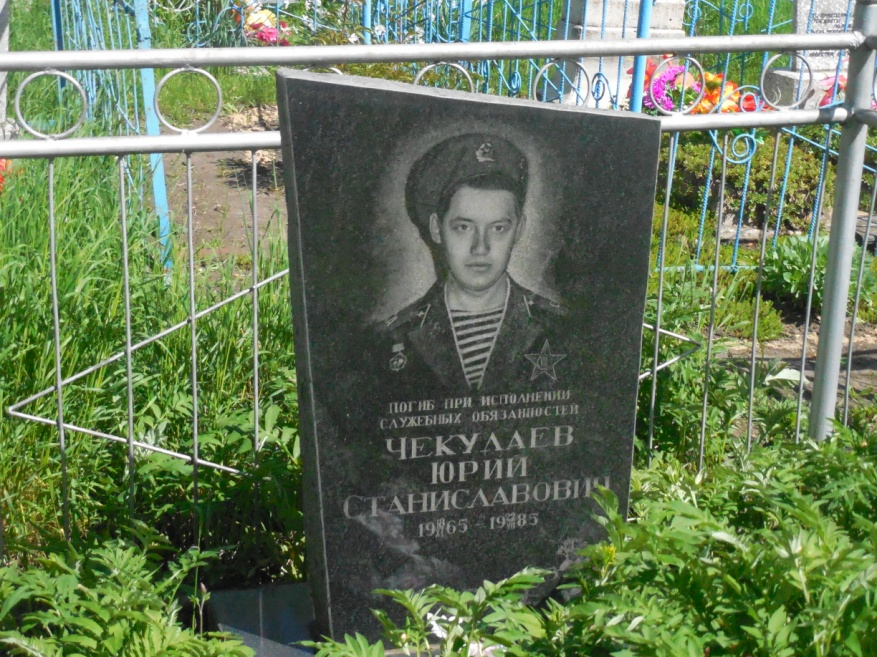 ПОГИБ ПРИ ИСПОЛНЕНИИ
СЛУЖЕБНЫХ ОБЯЗАННОСТЕЙ
ЧЕКУЛАЕВ
ЮРИЙ
СТАНИСЛАВОВИЧ
1965 - 1985